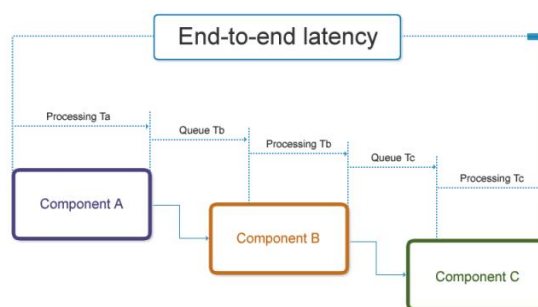 End-to-end latency
Processing Ta
Queue Tb
Processing Tb
Queue Tc
Processing Tc
Component A
Component B
Component C